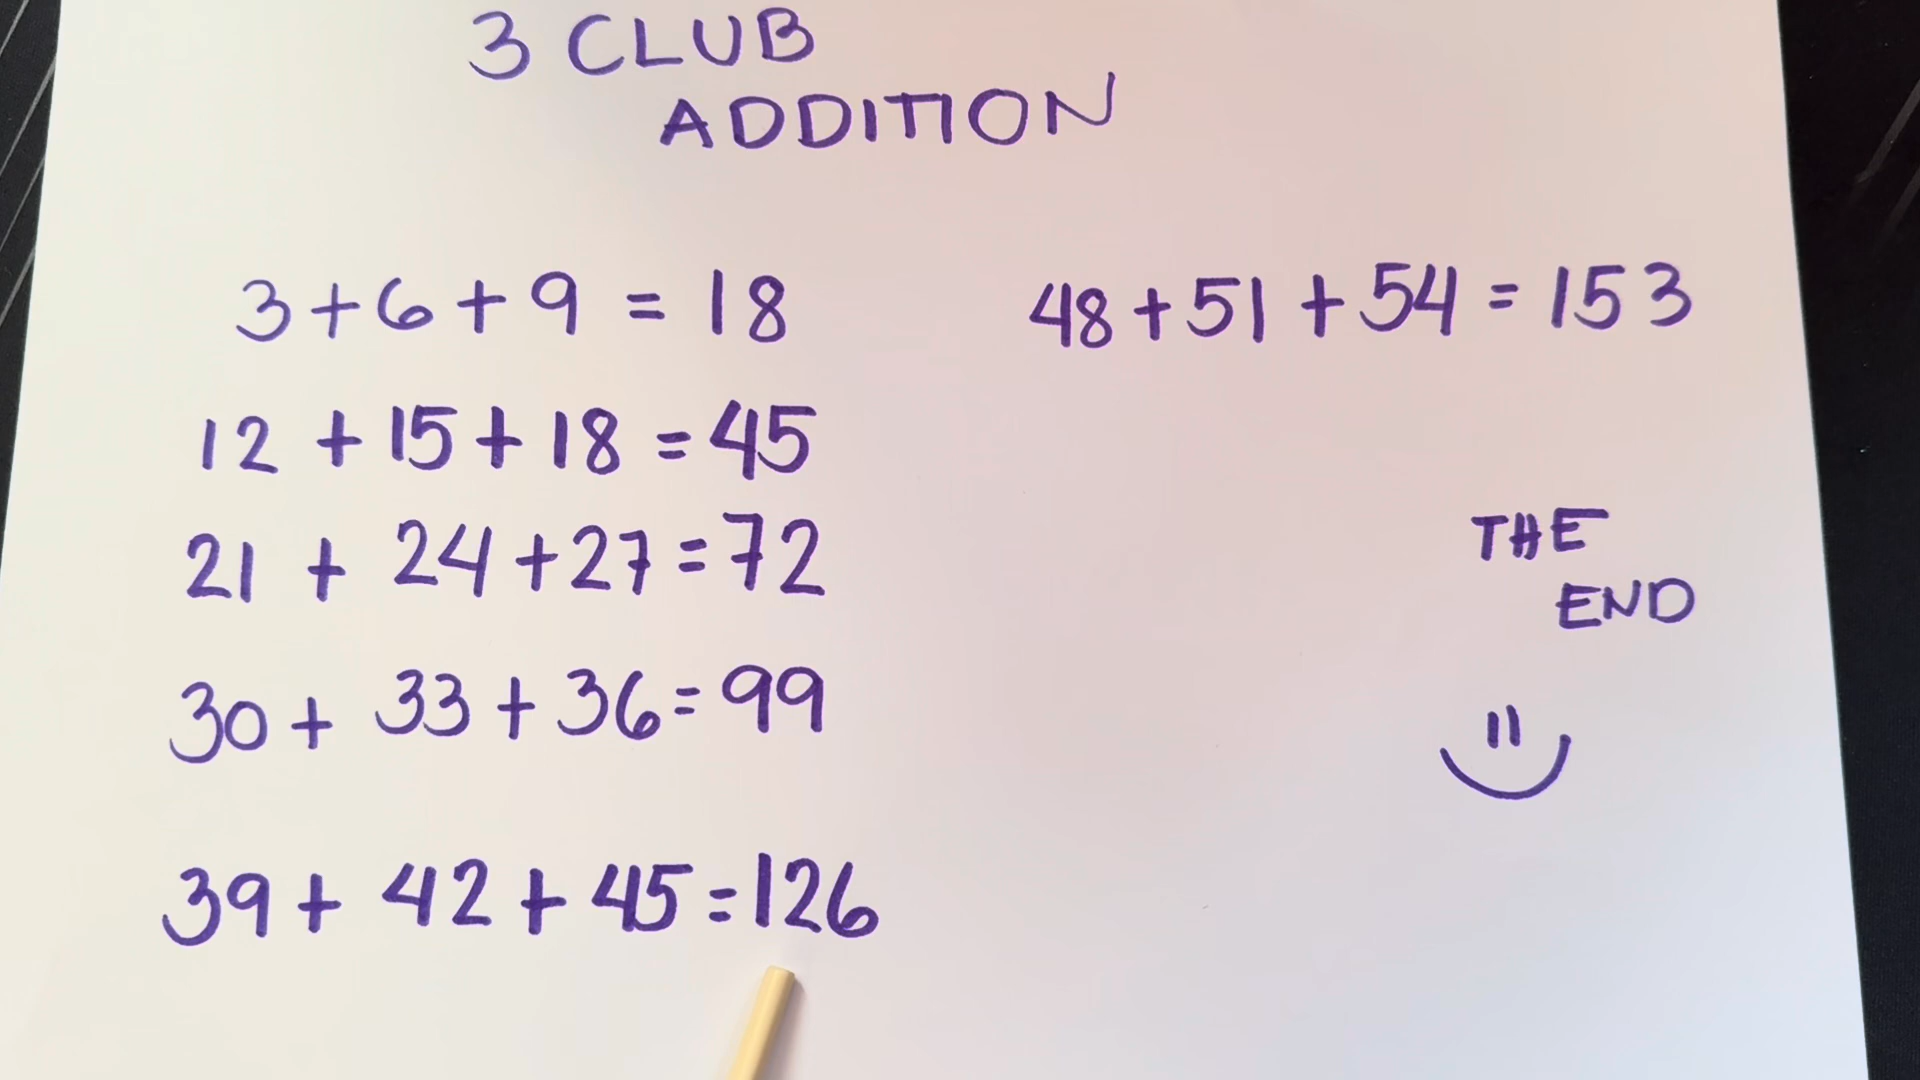 3 CLUB
ADDITION
3 + 6 + 9 = 18
12 + 15 + 18 = 45
21 + 24 + 27 = 72
30 + 33 + 36 = 99
39 + 42 + 45 = 126
48 + 51 + 54 = 153
THE
END